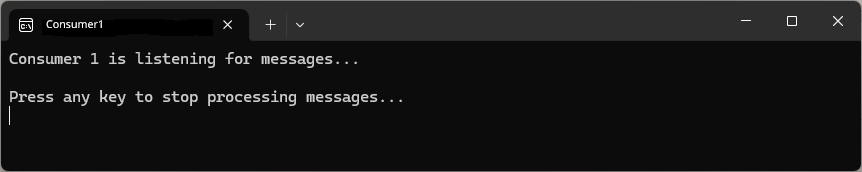 Consumer1
Consumer 1 is listening for messages...
Press any key to stop processing messages...